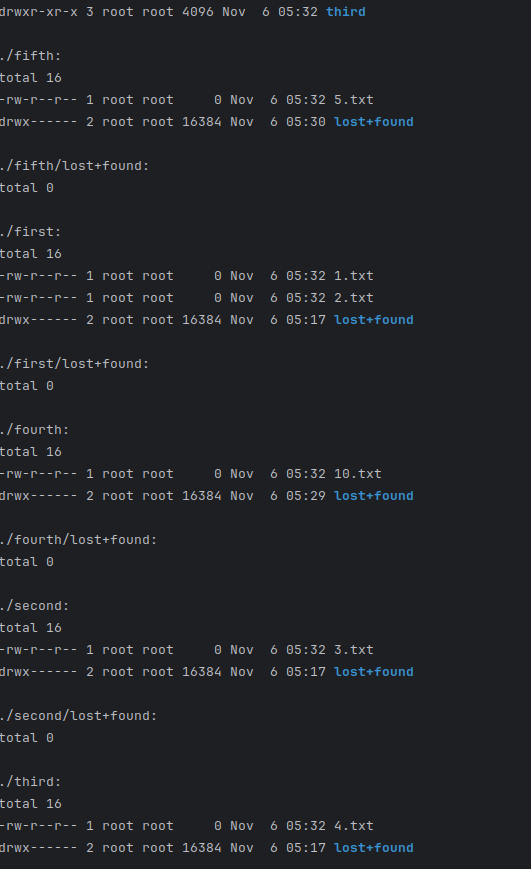 drwxr-xr-x 3 root root 4096 Nov  6 05:32 third

./fifth:
total 16
-rw-r--r-- 1 root root     0 Nov  6 05:32 5.txt
drwx------ 2 root root 16384 Nov  6 05:30 lost+found

./fifth/lost+found:
total 0

./first:
total 16
-rw-r--r-- 1 root root     0 Nov  6 05:32 1.txt
-rw-r--r-- 1 root root     0 Nov  6 05:32 2.txt
drwx------ 2 root root 16384 Nov  6 05:17 lost+found

./first/lost+found:
total 0

./fourth:
total 16
-rw-r--r-- 1 root root     0 Nov  6 05:32 10.txt
drwx------ 2 root root 16384 Nov  6 05:29 lost+found

./fourth/lost+found:
total 0

./second:
total 16
-rw-r--r-- 1 root root     0 Nov  6 05:32 3.txt
drwx------ 2 root root 16384 Nov  6 05:17 lost+found

./second/lost+found:
total 0

./third:
total 16
-rw-r--r-- 1 root root     0 Nov  6 05:32 4.txt
drwx------ 2 root root 16384 Nov  6 05:17 lost+found